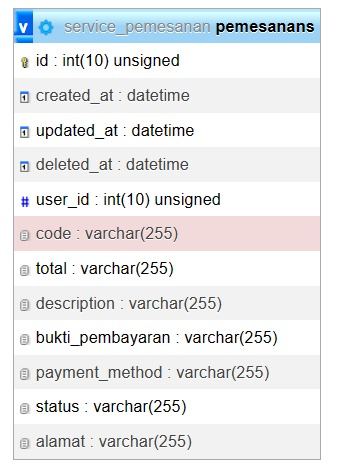 v service_pemesanan pemesanans
id : int(10) unsigned
created_at : datetime
updated_at : datetime
deleted_at : datetime
# user_id : int(10) unsigned
code : varchar(255)
total : varchar(255)
description : varchar(255)
bukti_pembayaran : varchar(255)
payment_method : varchar(255)
status : varchar(255)
alamat : varchar(255)